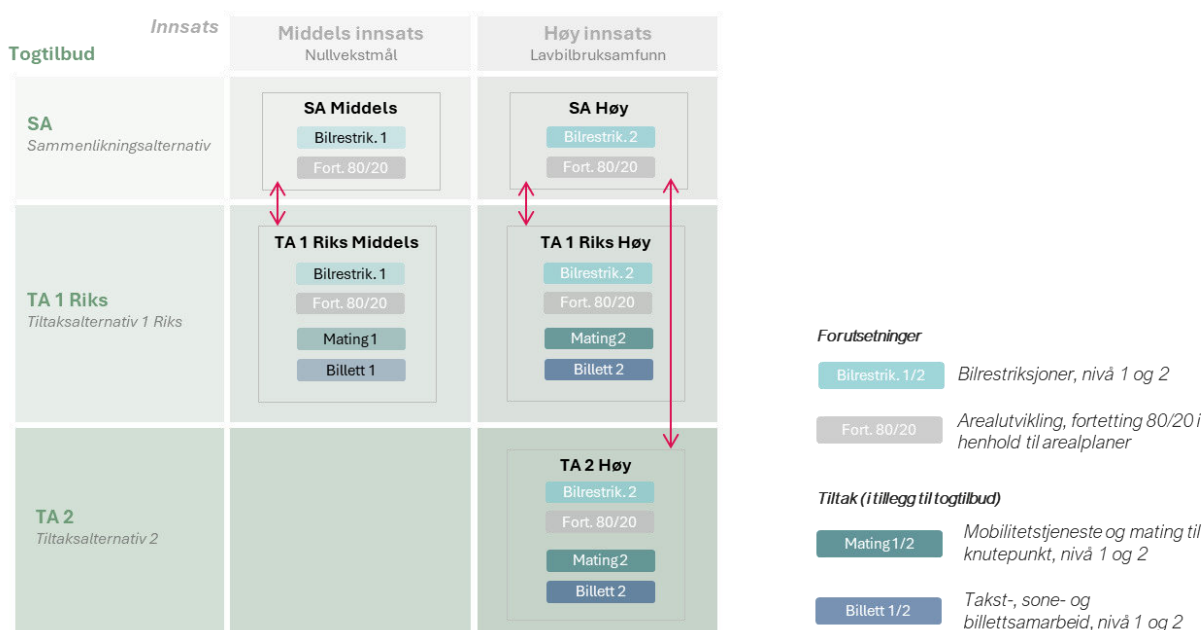 Innsats
Togtilbud
Middels innsats
Nullvekstmål
Høy innsats
Lavbilbruksamfunn
SA
Sammenlikningsalternativ
SA Middels
Bilrestrik. 1
Fort. 80/20
SA Høy
Bilrestrik. 2
Fort. 80/20
TA 1 Riks
Tiltaksalternativ 1 Riks
TA 1 Riks Middels
Bilrestrik. 1
Fort. 80/20
Mating 1
Billett 1
TA 1 Riks Høy
Bilrestrik. 2
Fort. 80/20
Mating 2
Billett 2
TA 2
Tiltaksalternativ 2
TA 2 Høy
Bilrestrik. 2
Fort. 80/20
Mating 2
Billett 2
Forutsetninger
Bilrestrik. 1/2
Bilrestriksjoner, nivå 1 og 2
Fort. 80/20
Arealutvikling, fortetting 80/20 i
henhold til arealplaner
Tiltak (i tillegg til togtilbud)
Mating 1/2
Mobilitetstjeneste og mating til
knutepunkt, nivå 1 og 2
Billett 1/2
Takst-, sone- og
billettsamarbeid, nivå 1 og 2